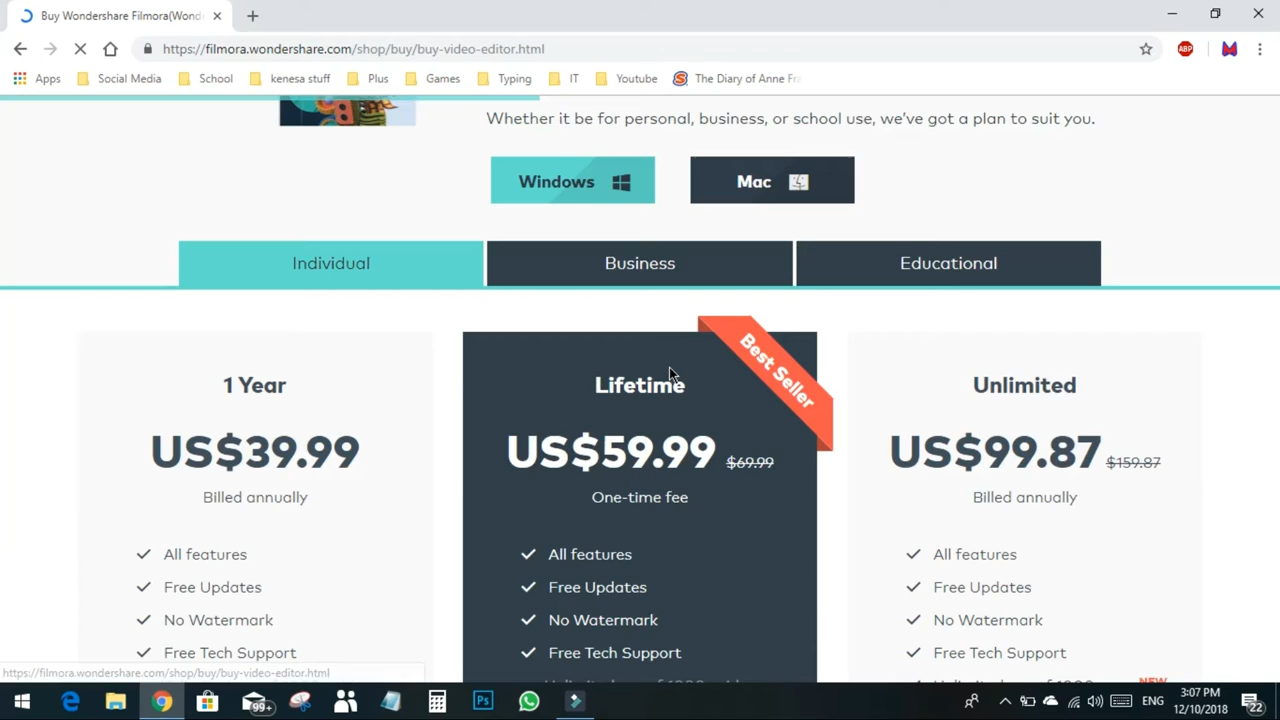 Buy Wondershare Filmora(Wond
https://filmora.wondershare.com/shop/buy/buy-video-editor.html
ABP
Apps Social Media School kenesa stuff Plus Games Typing IT Youtube The Diary of Anne Fra
Whether it be for personal, business, or school use, we've got a plan to suit you.
Windows Mac
Individual Business Educational
Best Seller
1 Year Lifetime Unlimited
US$39.99 US$59.99 $69.99 US$99.87 $159.87
Billed annually One-time fee Billed annually
All features All features All features
Free Updates Free Updates Free Updates
No Watermark No Watermark No Watermark
Free Tech Support Free Tech Support Free Tech Support
NEW
https://filmora.wondershare.com/shop/buy/buy-video-editor.html
99+ Ps ENG 3:07 PM
12/10/2018 22